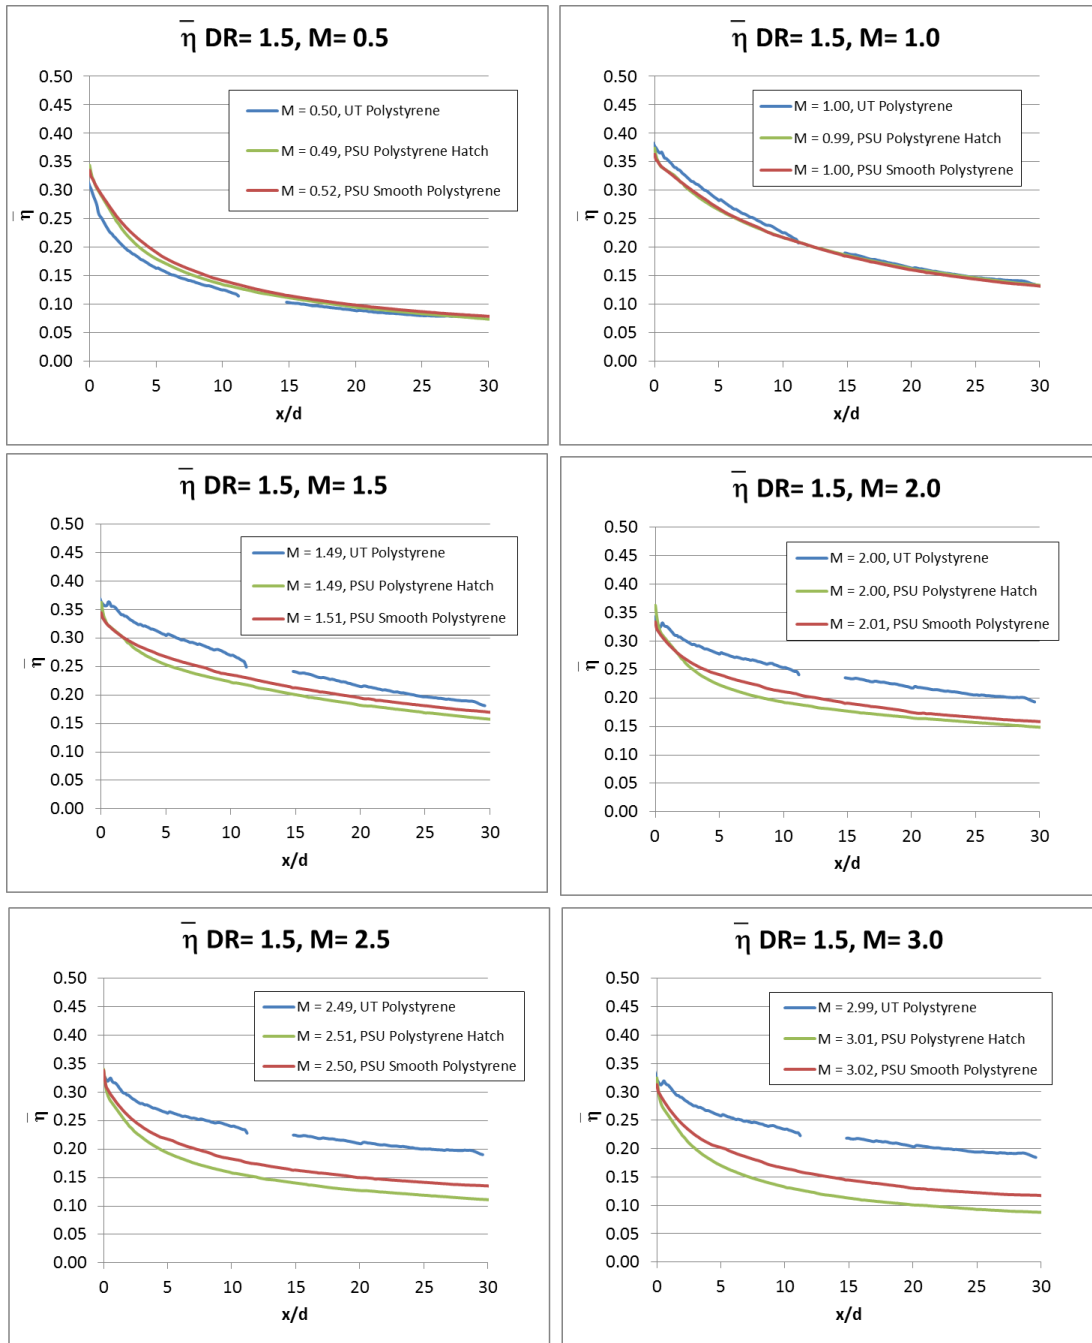 η̅ DR= 1.5, M= 0.5
0.50
0.45
0.40
0.35
0.30
0.25
0.20
0.15
0.10
0.05
0.00
η̅
M = 0.50, UT Polystyrene
M = 0.49, PSU Polystyrene Hatch
M = 0.52, PSU Smooth Polystyrene
0 5 10 15 20 25 30
x/d
η̅ DR= 1.5, M= 1.0
0.50
0.45
0.40
0.35
0.30
0.25
0.20
0.15
0.10
0.05
0.00
η̅
M = 1.00, UT Polystyrene
M = 0.99, PSU Polystyrene Hatch
M = 1.00, PSU Smooth Polystyrene
0 5 10 15 20 25 30
x/d
η̅ DR= 1.5, M= 1.5
0.50
0.45
0.40
0.35
0.30
0.25
0.20
0.15
0.10
0.05
0.00
η̅
M = 1.49, UT Polystyrene
M = 1.49, PSU Polystyrene Hatch
M = 1.51, PSU Smooth Polystyrene
0 5 10 15 20 25 30
x/d
η̅ DR= 1.5, M= 2.0
0.50
0.45
0.40
0.35
0.30
0.25
0.20
0.15
0.10
0.05
0.00
η̅
M = 2.00, UT Polystyrene
M = 2.00, PSU Polystyrene Hatch
M = 2.01, PSU Smooth Polystyrene
0 5 10 15 20 25 30
x/d
η̅ DR= 1.5, M= 2.5
0.50
0.45
0.40
0.35
0.30
0.25
0.20
0.15
0.10
0.05
0.00
η̅
M = 2.49, UT Polystyrene
M = 2.51, PSU Polystyrene Hatch
M = 2.50, PSU Smooth Polystyrene
0 5 10 15 20 25 30
x/d
η̅ DR= 1.5, M= 3.0
0.50
0.45
0.40
0.35
0.30
0.25
0.20
0.15
0.10
0.05
0.00
η̅
M = 2.99, UT Polystyrene
M = 3.01, PSU Polystyrene Hatch
M = 3.02, PSU Smooth Polystyrene
0 5 10 15 20 25 30
x/d